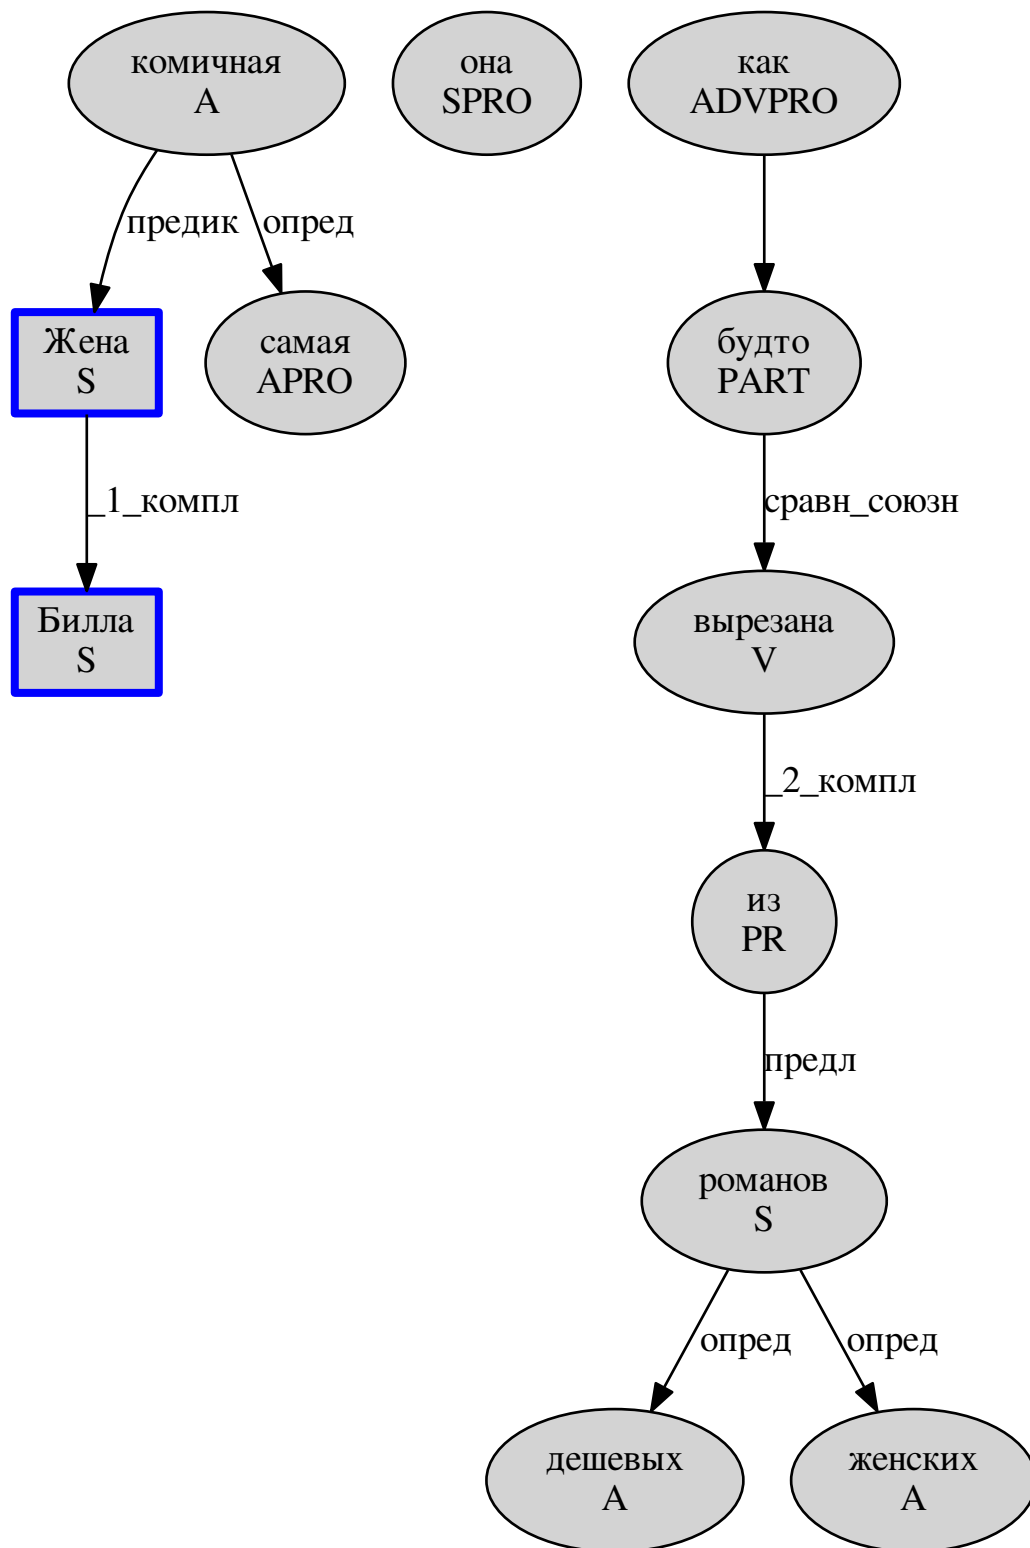 комичная
A
она
SPRO
как
ADVPRO
предик
опред
Жена
S
самая
APRO
будто
PART
_1_компл
сравн_союзн
Билла
S
вырезана
V
_2_компл
из
PR
предл
романов
S
опред
опред
дешевых
A
женских
A